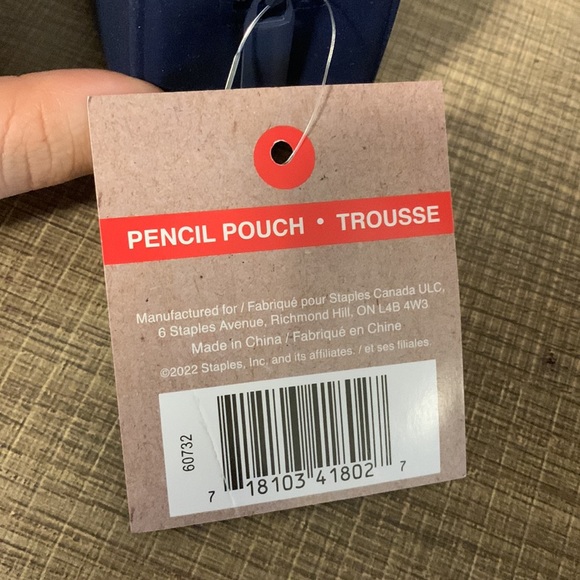 PENCIL POUCH • TROUSSE
Manufactured for / Fabriqué pour Staples Canada ULC,
6 Staples Avenue, Richmond Hill, ON L4B 4W3
Made in China / Fabriqué en Chine
©2022 Staples, Inc. and its affiliates. / et ses filiales.
60732
7 18103 41802 7